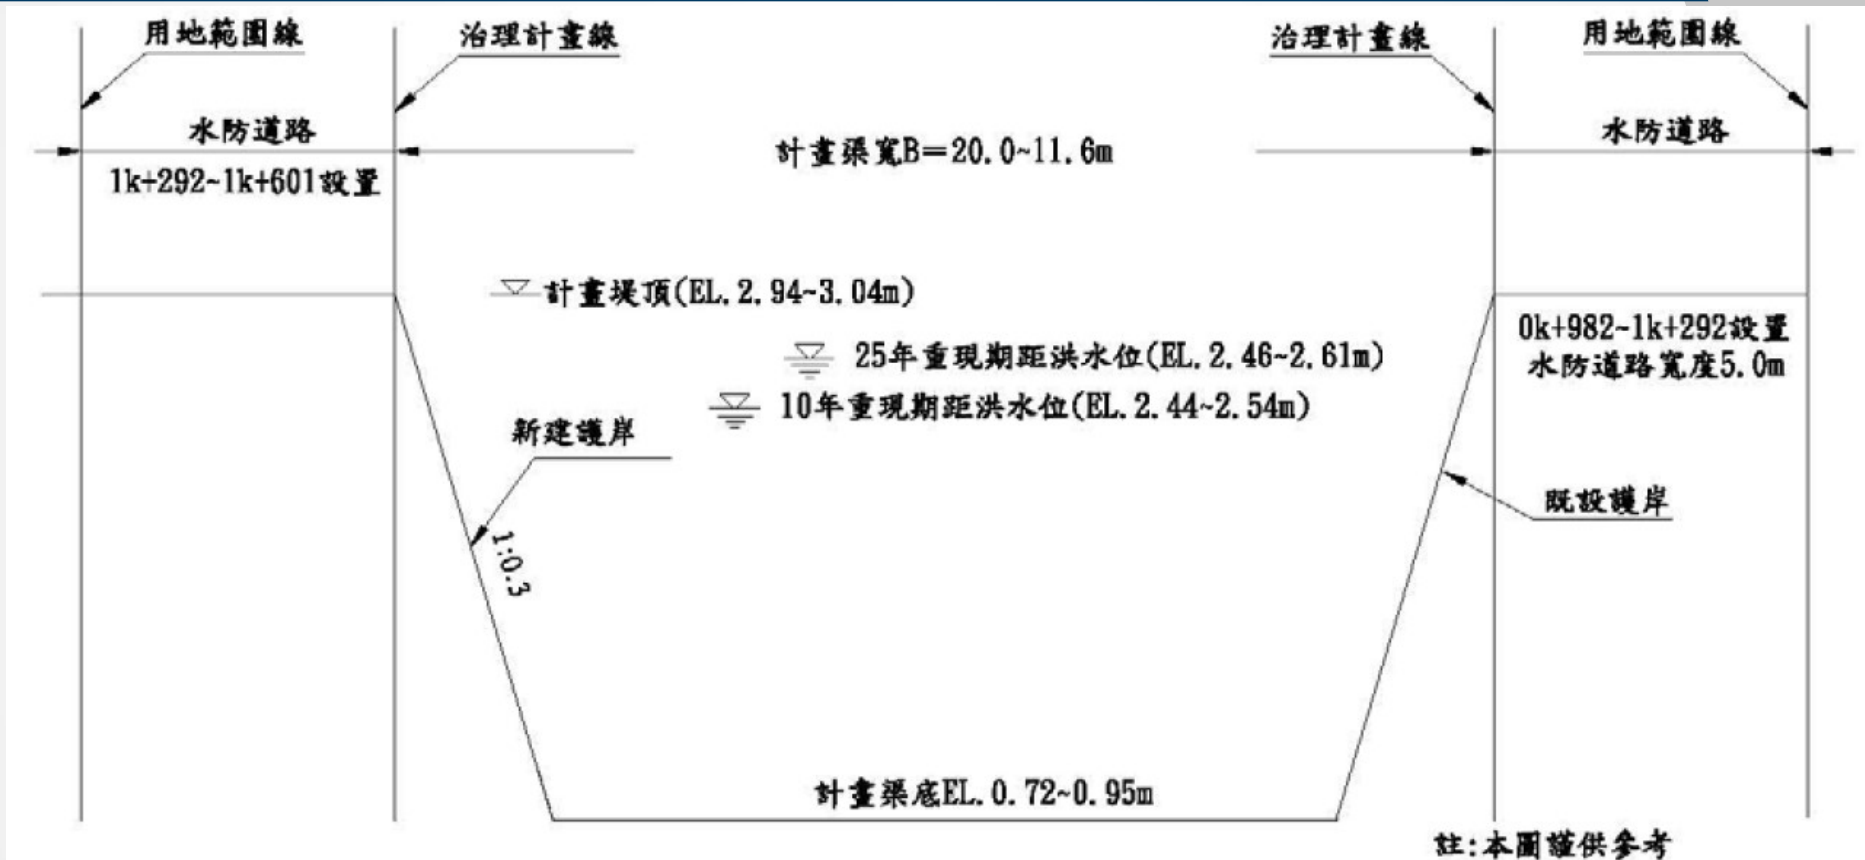 用地範圍線
治理計畫線
治理計畫線
用地範圍線
水防道路
計畫渠寬B=20.0~11.6m
水防道路
1k+292~1k+601設置
計畫堤頂(EL.2.94~3.04m)
0k+982~1k+292設置
水防道路寬度5.0m
25年重現期距洪水位(EL.2.46~2.61m)
10年重現期距洪水位(EL.2.44~2.54m)
新建護岸
既設護岸
1:0.3
計畫渠底EL.0.72~0.95m
註:本圖謹供參考